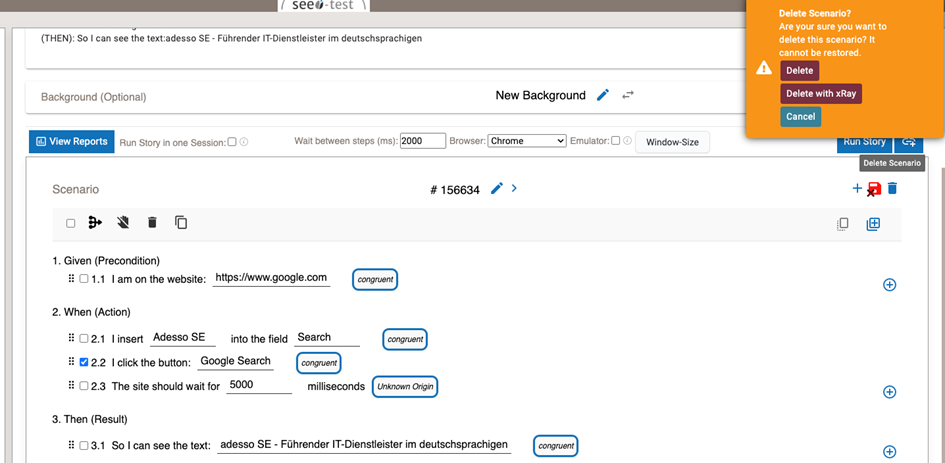 seed-test
Delete Scenario?
Are your sure you want to
delete this scenario? It
cannot be restored.
Delete
Delete with xRay
Cancel
(THEN): So I can see the text:adesso SE - Führender IT-Dienstleister im deutschsprachigen
Background (Optional)
New Background
View Reports
Run Story in one Session:
Wait between steps (ms): 2000
Browser: Chrome
Emulator:
Window-Size
Run Story
Delete Scenario
Scenario
# 156634
1. Given (Precondition)
1.1 I am on the website: https://www.google.com congruent
2. When (Action)
2.1 I insert Adesso SE into the field Search congruent
2.2 I click the button: Google Search congruent
2.3 The site should wait for 5000 milliseconds Unknown Origin
3. Then (Result)
3.1 So I can see the text: adesso SE - Führender IT-Dienstleister im deutschsprachigen congruent